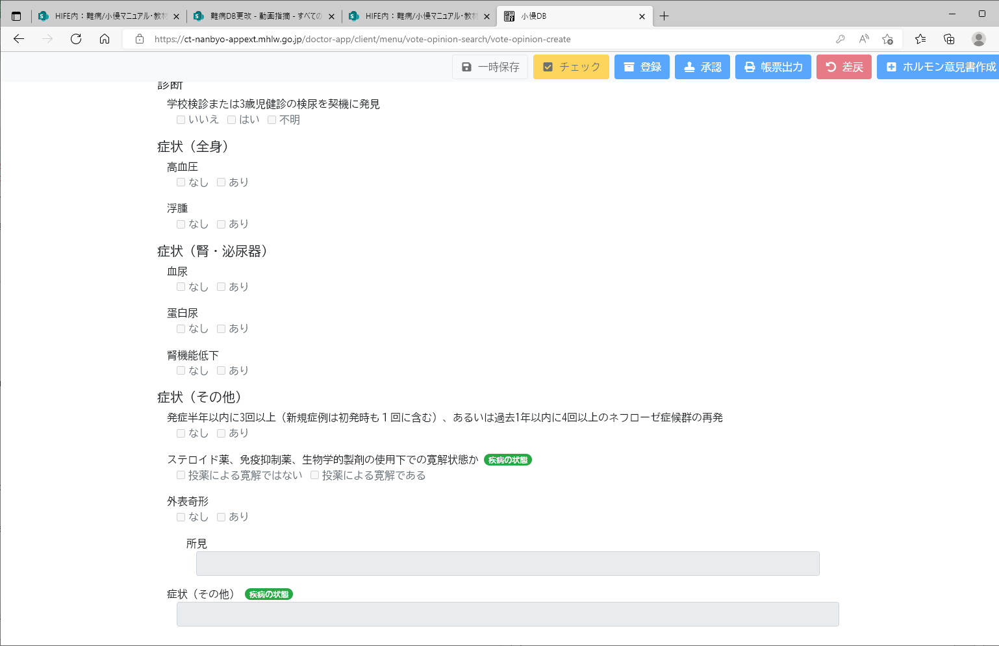 HIFE内：難病/小慢マニュアル・教材
難病DB更改 - 動画指摘 - すべての
HIFE内：難病/小慢マニュアル・教材
小慢DB
https://ct-nanbyo-appext.mhlw.go.jp/doctor-app/client/menu/vote-opinion-search/vote-opinion-create
一時保存 チェック 登録 承認 帳票出力 差戻 ホルモン意見書作成
診断
学校検診または3歳児健診の検尿を契機に発見
いいえ はい 不明
症状（全身）
高血圧
なし あり
浮腫
なし あり
症状（腎・泌尿器）
血尿
なし あり
蛋白尿
なし あり
腎機能低下
なし あり
症状（その他）
発症半年以内に3回以上（新規症例は初発時も１回に含む）、あるいは過去1年以内に4回以上のネフローゼ症候群の再発
なし あり
ステロイド薬、免疫抑制薬、生物学的製剤の使用下での寛解状態か 疾病の状態
投薬による寛解ではない 投薬による寛解である
外表奇形
なし あり
所見
症状（その他） 疾病の状態